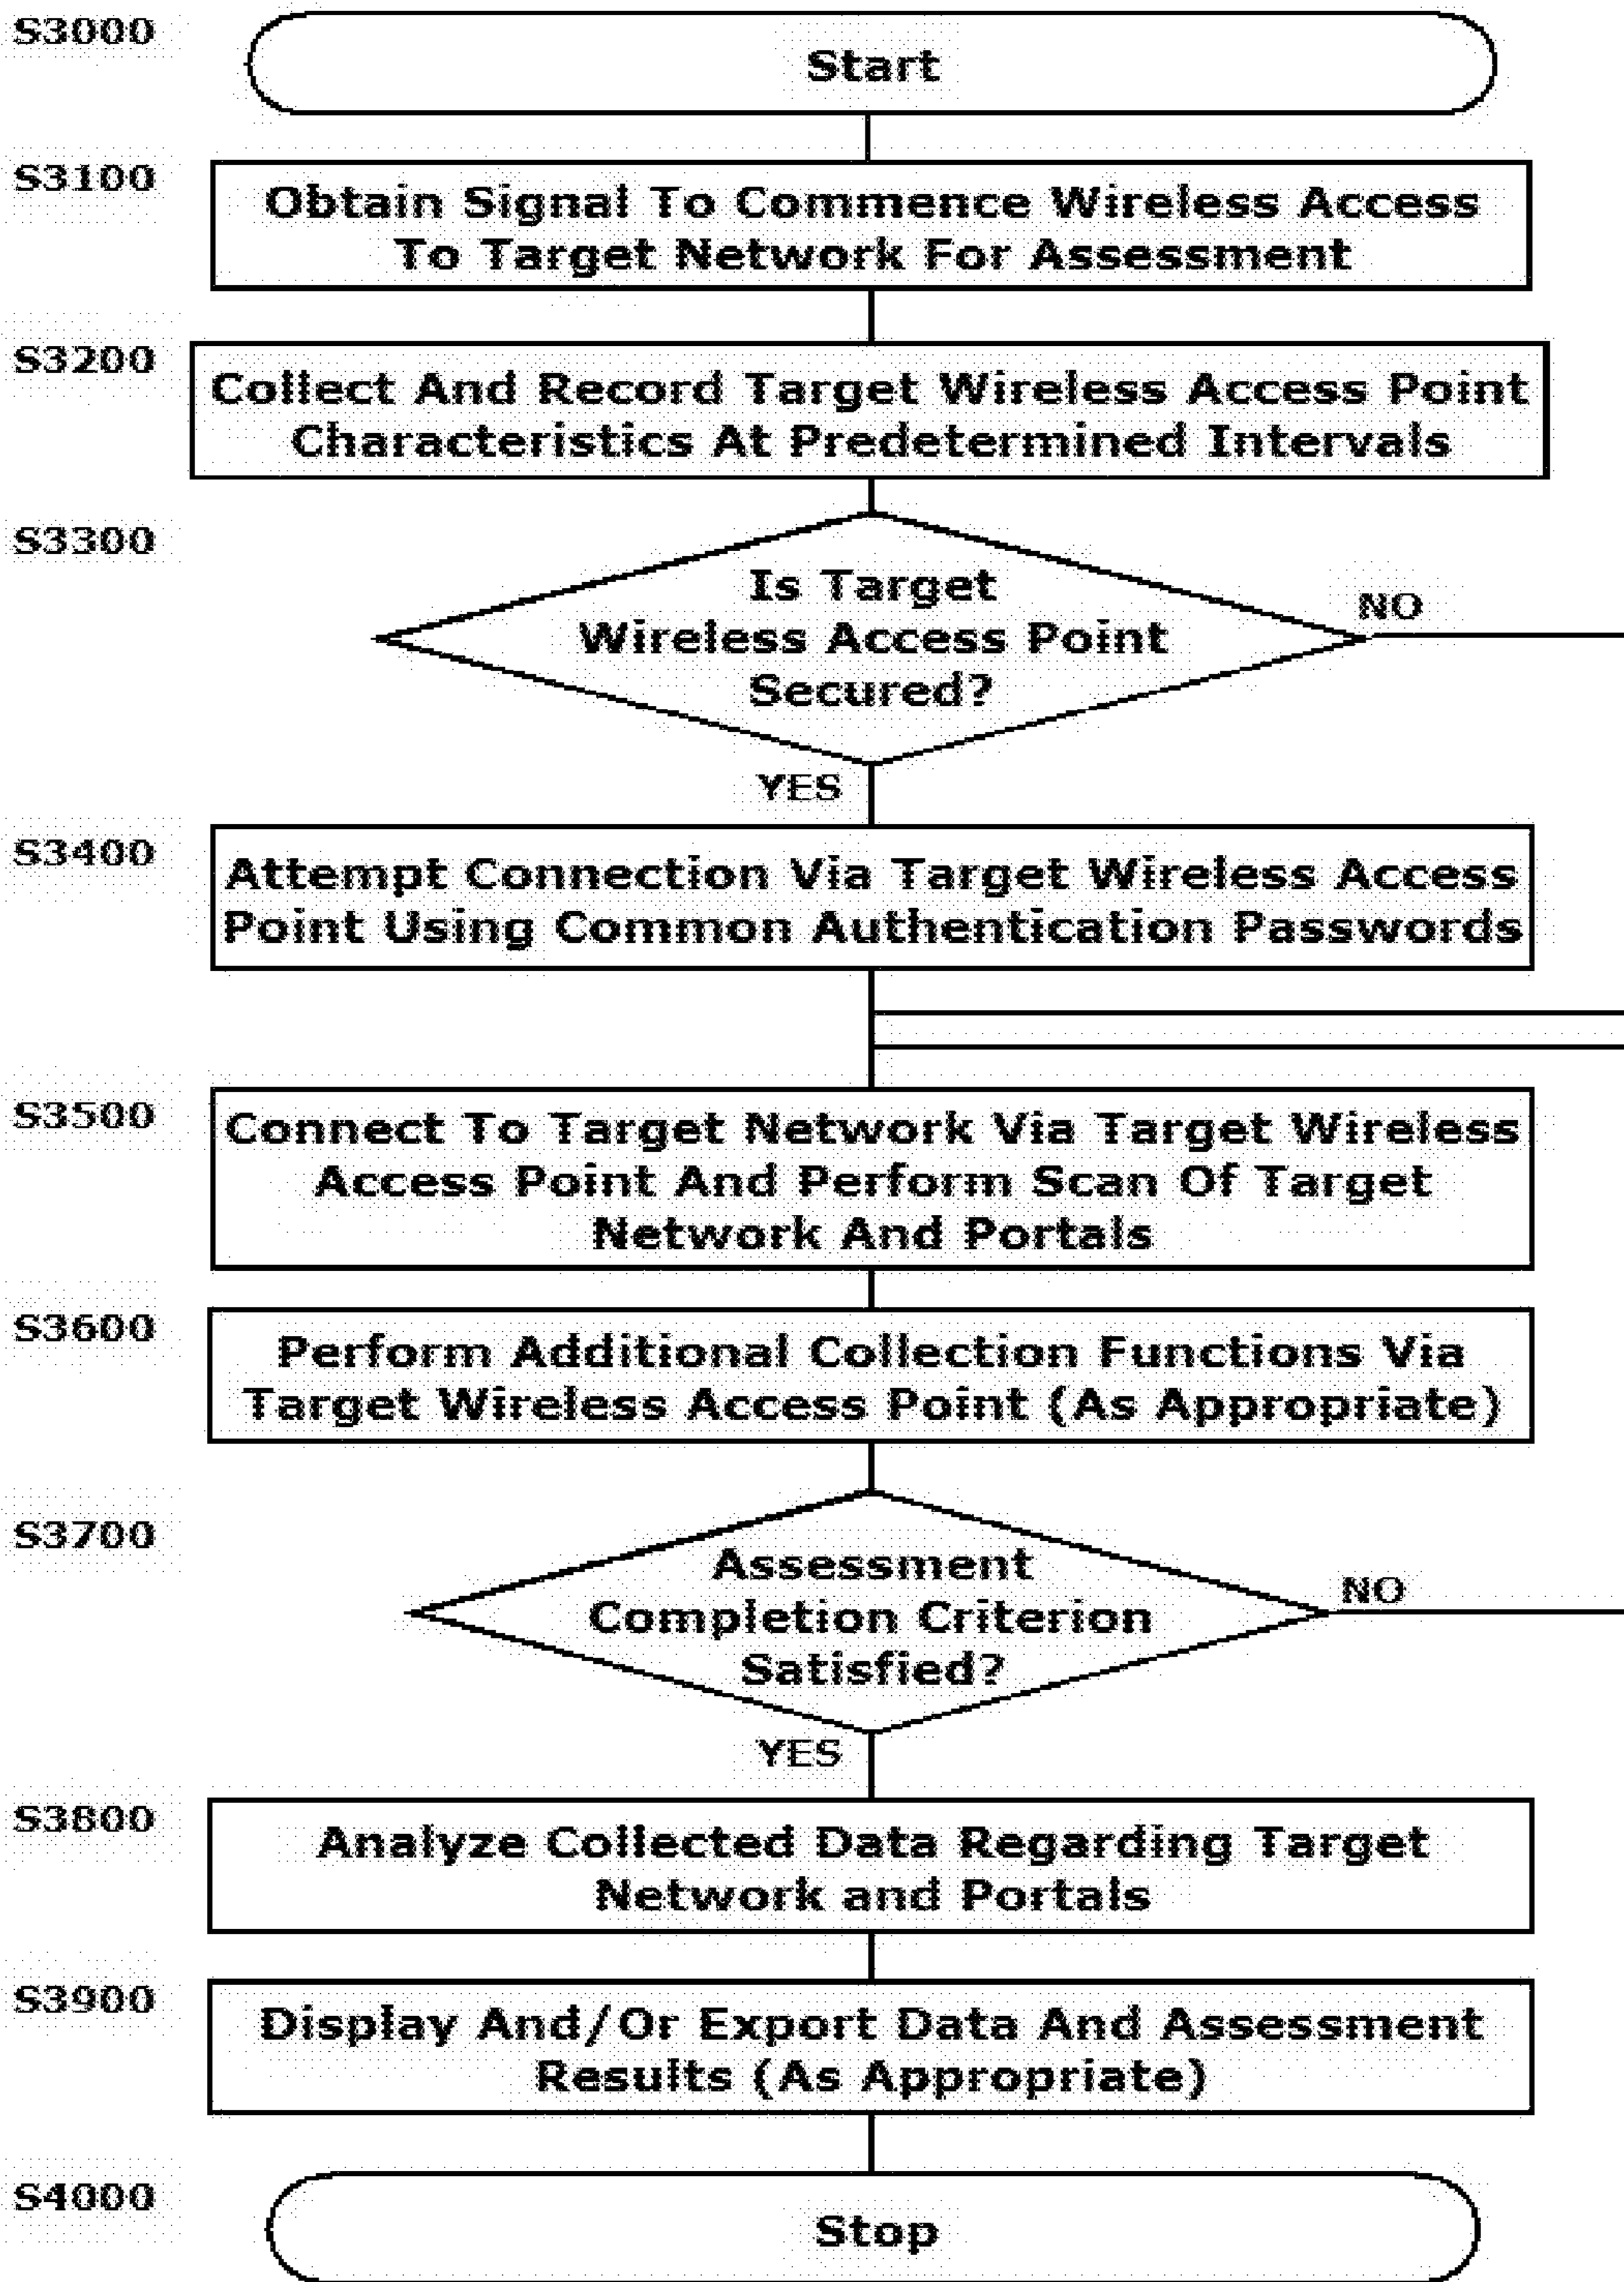 S3000
Start
S3100
Obtain Signal To Commence Wireless Access
To Target Network For Assessment
S3200
Collect And Record Target Wireless Access Point
Characteristics At Predetermined Intervals
S3300
Is Target
Wireless Access Point
Secured?
NO
YES
S3400
Attempt Connection Via Target Wireless Access
Point Using Common Authentication Passwords
S3500
Connect To Target Network Via Target Wireless
Access Point And Perform Scan Of Target
Network And Portals
S3600
Perform Additional Collection Functions Via
Target Wireless Access Point (As Appropriate)
S3700
Assessment
Completion Criterion
Satisfied?
NO
YES
S3800
Analyze Collected Data Regarding Target
Network and Portals
S3900
Display And/Or Export Data And Assessment
Results (As Appropriate)
S4000
Stop